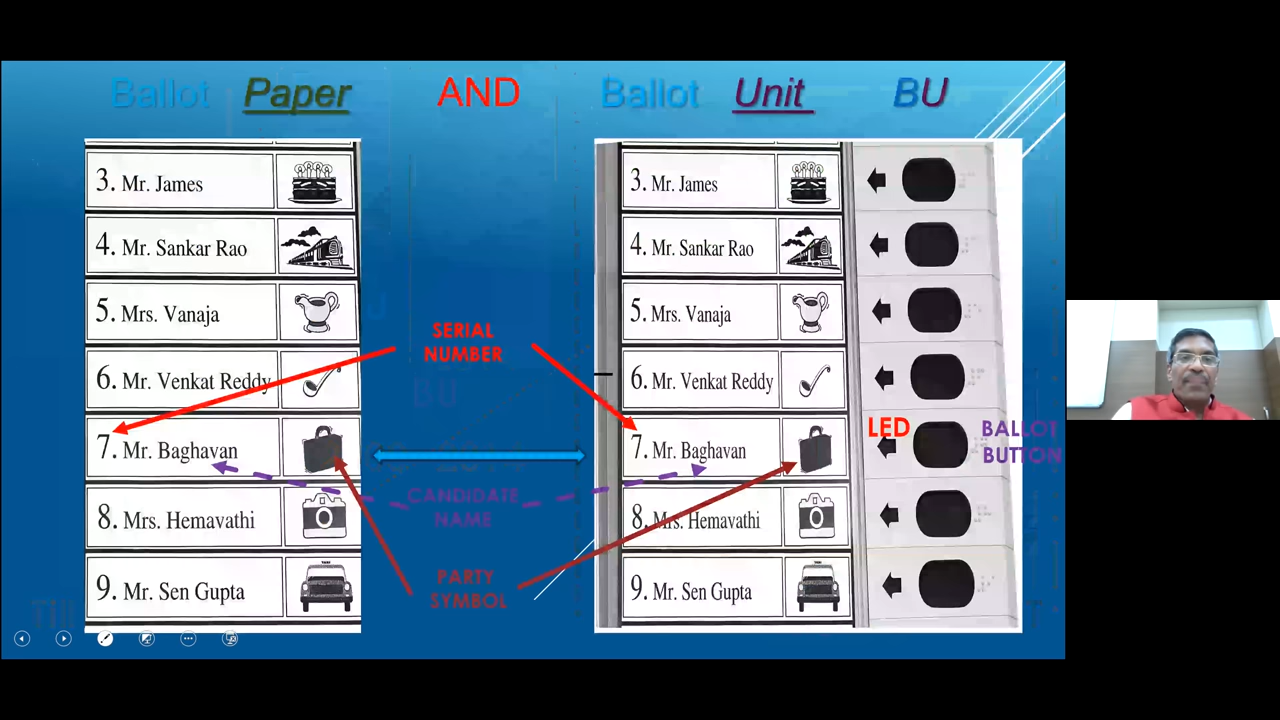 Ballot Paper AND Ballot Unit BU
3. Mr. James
4. Mr. Sankar Rao
5. Mrs. Vanaja
6. Mr. Venkat Reddy
7. Mr. Baghavan
8. Mrs. Hemavathi
9. Mr. Sen Gupta
SERIAL
NUMBER
CANDIDATE
NAME
PARTY
SYMBOL
3. Mr. James
4. Mr. Sankar Rao
5. Mrs. Vanaja
6. Mr. Venkat Reddy
7. Mr. Baghavan
8. Mrs. Hemavathi
9. Mr. Sen Gupta
LED
BALLOT
BUTTON
BU